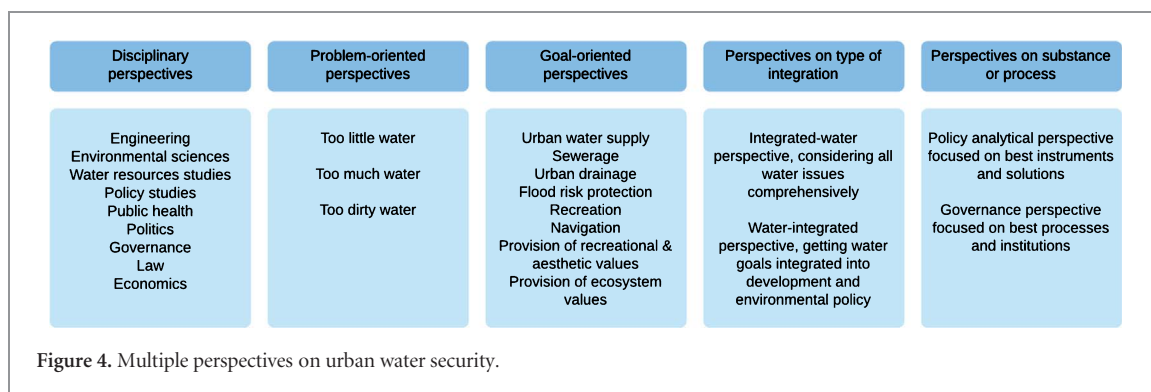 Disciplinary
perspectives
Problem-oriented
perspectives
Goal-oriented
perspectives
Perspectives on type of
integration
Perspectives on substance
or process
Engineering
Environmental sciences
Water resources studies
Policy studies
Public health
Politics
Governance
Law
Economics
Too little water
Too much water
Too dirty water
Urban water supply
Sewerage
Urban drainage
Flood risk protection
Recreation
Navigation
Provision of recreational &
aesthetic values
Provision of ecosystem
values
Integrated-water
perspective, considering all
water issues
comprehensively
Water-integrated
perspective, getting water
goals integrated into
development and
environmental policy
Policy analytical perspective
focused on best instruments
and solutions
Governance perspective
focused on best processes
and institutions
Figure 4. Multiple perspectives on urban water security.